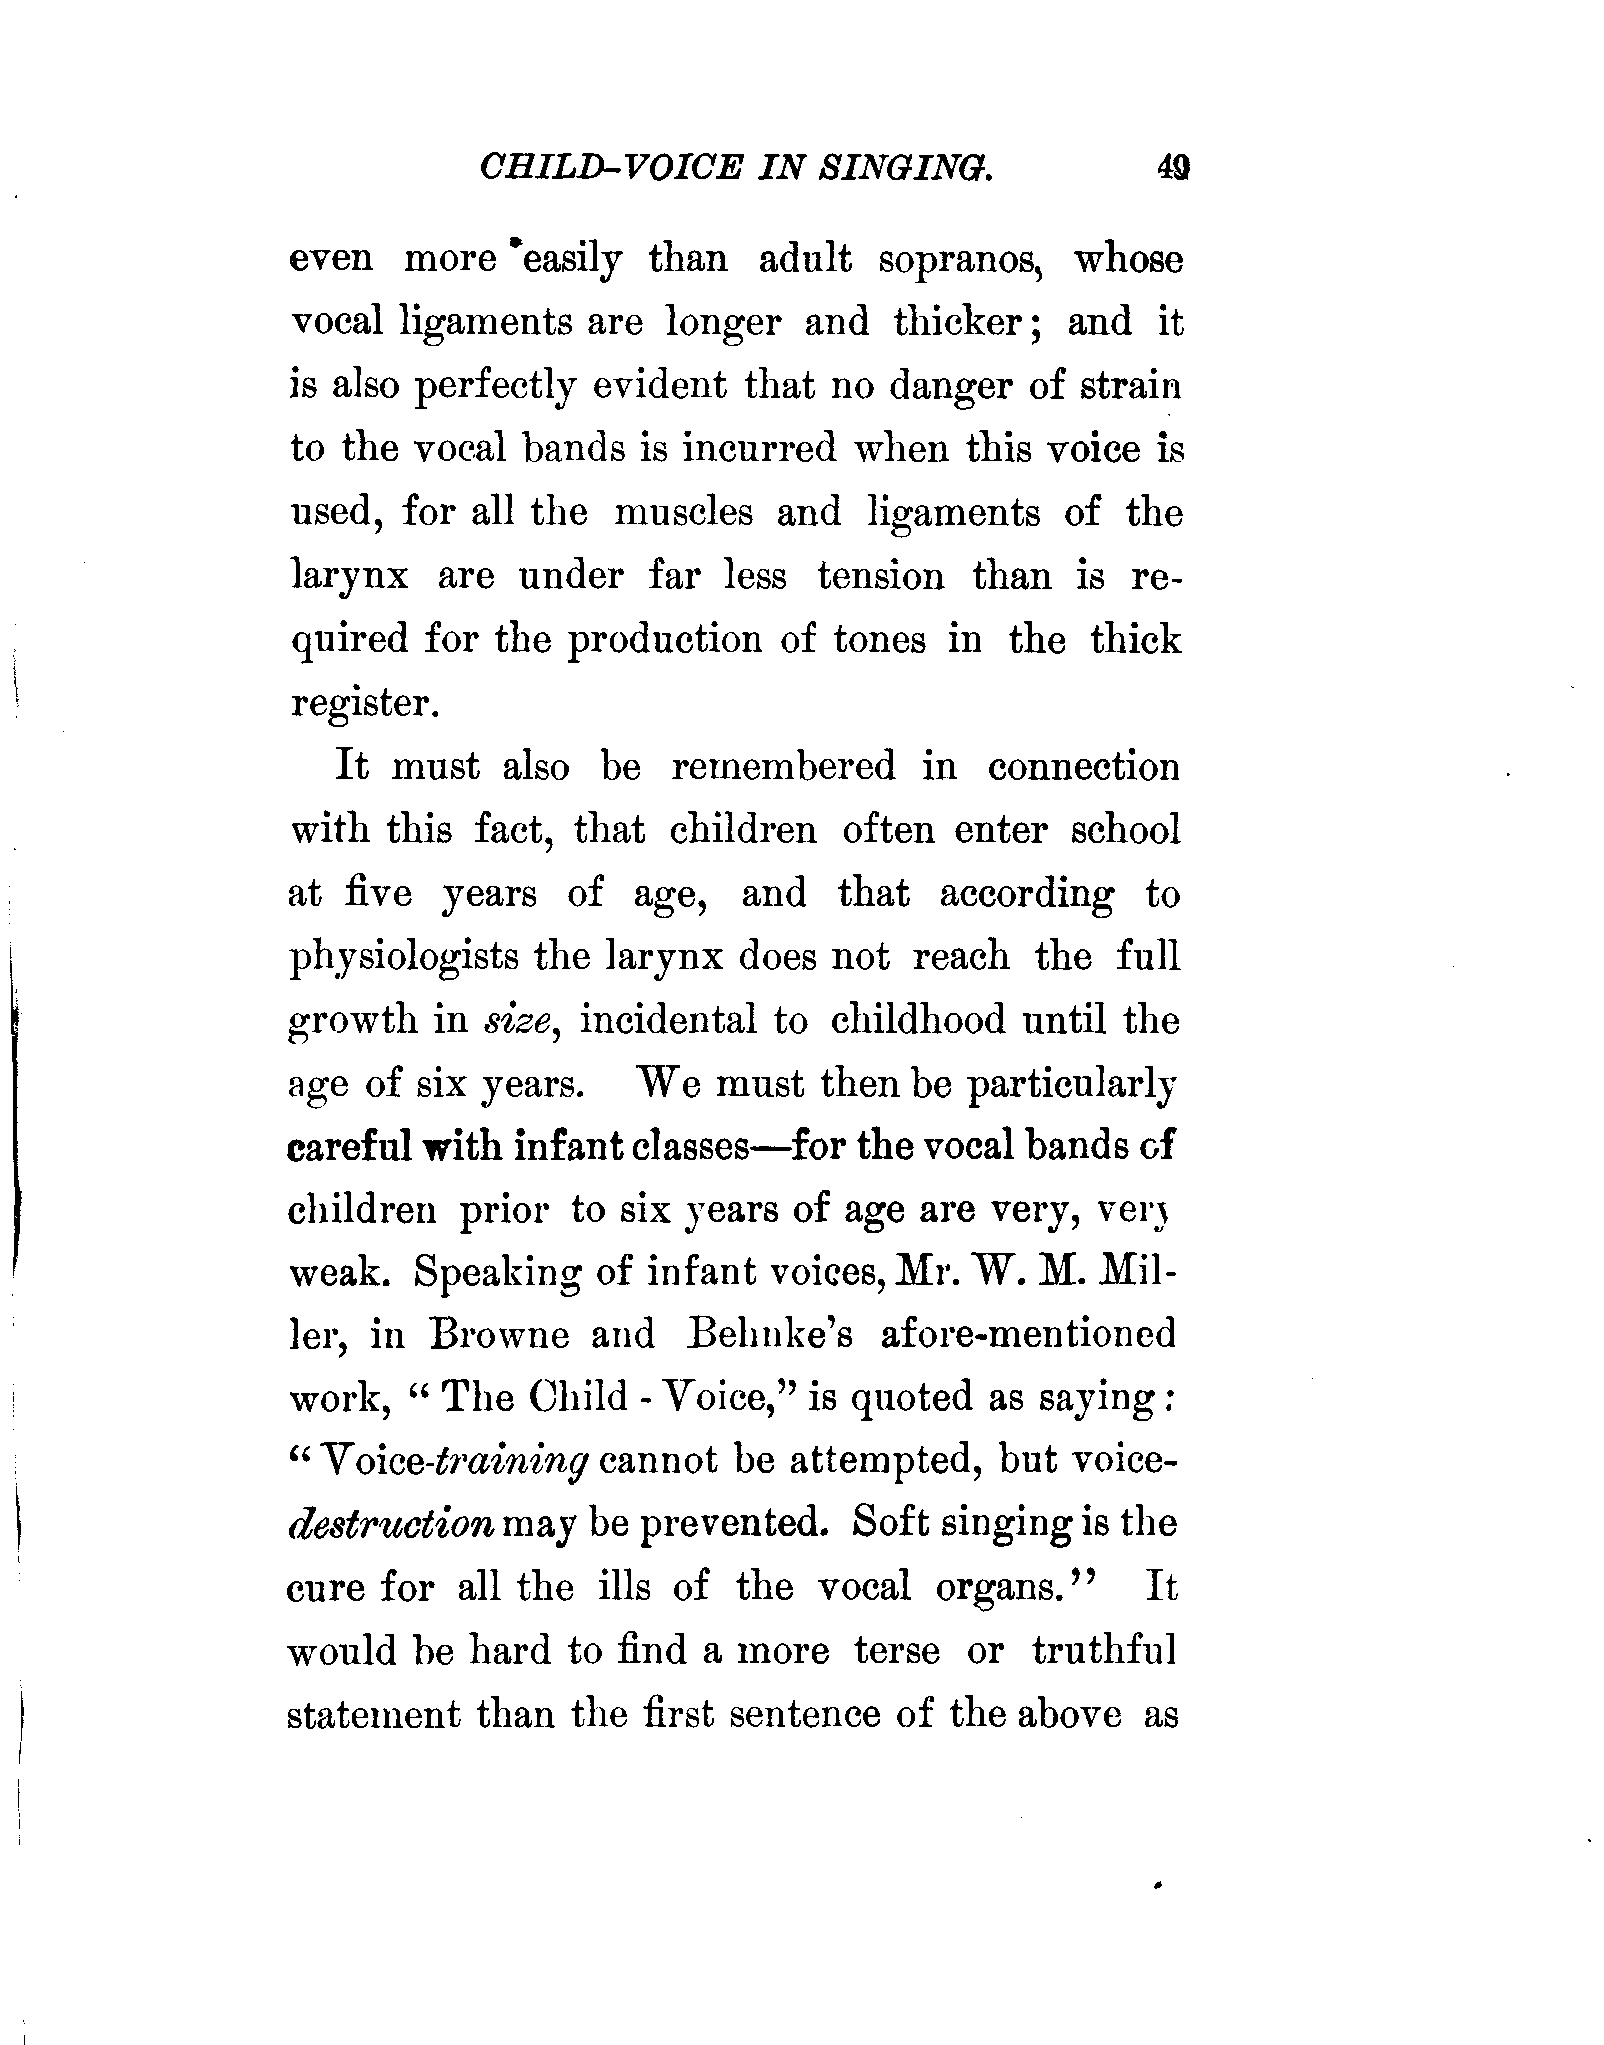 CHILD-VOICE IN SINGING. 49
even more easily than adult sopranos, whose
vocal ligaments are longer and thicker; and it
is also perfectly evident that no danger of strain
to the vocal bands is incurred when this voice is
used, for all the muscles and ligaments of the
larynx are under far less tension than is re-
quired for the production of tones in the thick
register.
It must also be remembered in connection
with this fact, that children often enter school
at five years of age, and that according to
physiologists the larynx does not reach the full
growth in size, incidental to childhood until the
age of six years. We must then be particularly
careful with infant classes—for the vocal bands of
children prior to six years of age are very, very
weak. Speaking of infant voices, Mr. W. M. Mil-
ler, in Browne and Behnke's afore-mentioned
work, “The Child-Voice,” is quoted as saying:
“Voice-training cannot be attempted, but voice-
destruction may be prevented. Soft singing is the
cure for all the ills of the vocal organs.” It
would be hard to find a more terse or truthful
statement than the first sentence of the above as